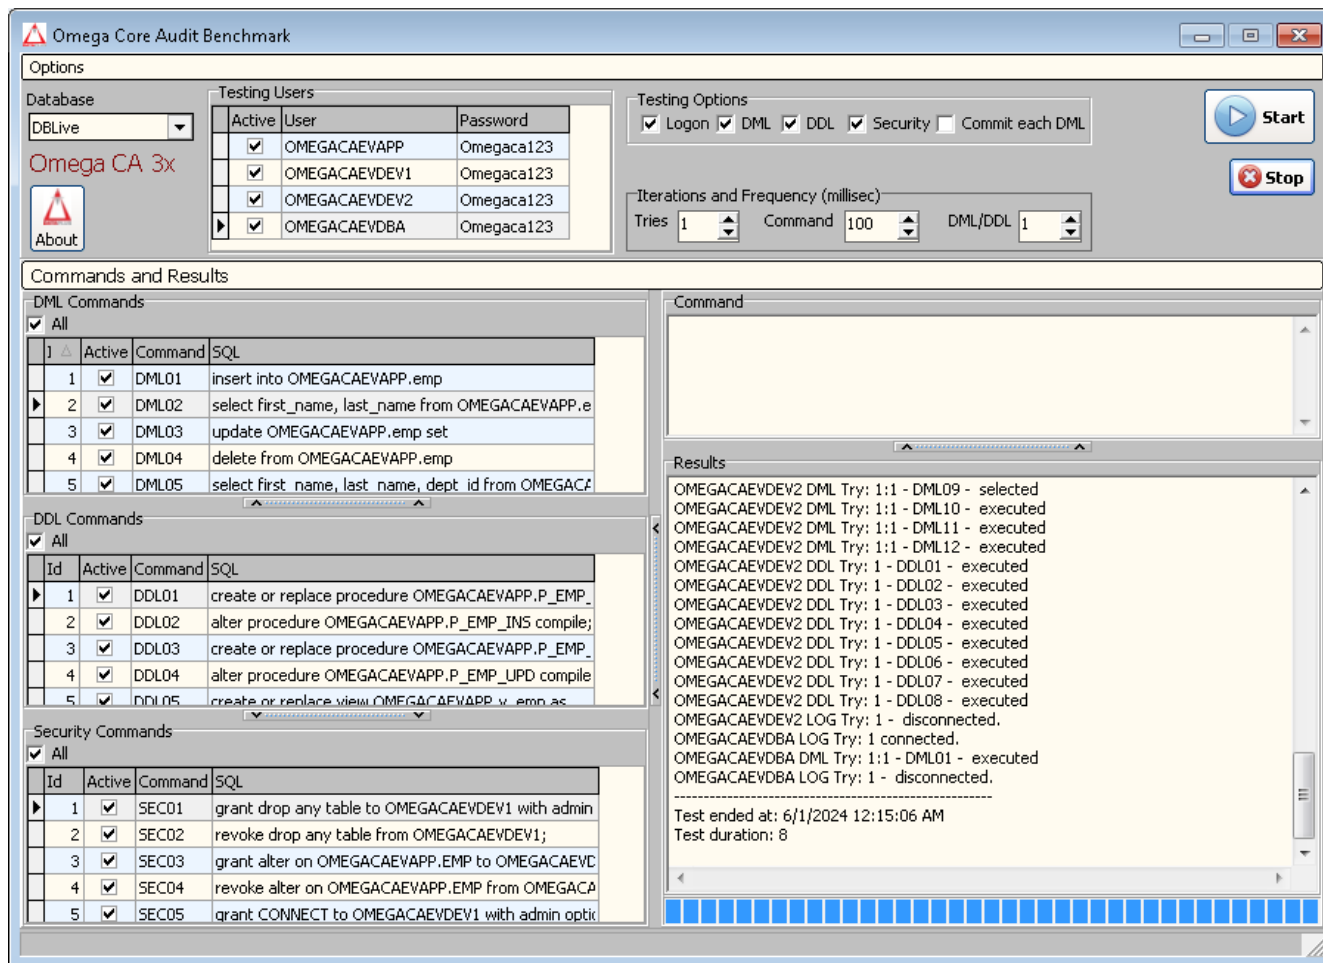 Omega Core Audit Benchmark
Options
Database
DBLive
Omega CA 3x
About
Testing Users
Active User Password
OMEGACAEVAPP Omegaca123
OMEGACAEVDEV1 Omegaca123
OMEGACAEVDEV2 Omegaca123
OMEGACAEVDBA Omegaca123
Testing Options
Logon DML DDL Security Commit each DML
Iterations and Frequency (millisec)
Tries 1 Command 100 DML/DDL 1
Start
Stop
Commands and Results
DML Commands
All
I Active Command SQL
1 DML01 insert into OMEGACAEVAPP.emp
2 DML02 select first_name, last_name from OMEGACAEVAPP.e
3 DML03 update OMEGACAEVAPP.emp set
4 DML04 delete from OMEGACAEVAPP.emp
5 DML05 select first_name, last_name, dept_id from OMEGACA
DDL Commands
All
Id Active Command SQL
1 DDL01 create or replace procedure OMEGACAEVAPP.P_EMP_
2 DDL02 alter procedure OMEGACAEVAPP.P_EMP_INS compile;
3 DDL03 create or replace procedure OMEGACAEVAPP.P_EMP_
4 DDL04 alter procedure OMEGACAEVAPP.P_EMP_UPD compile
5 DDL05 create or replace view OMEGACAEVAPP.v_emp as
Security Commands
All
Id Active Command SQL
1 SEC01 grant drop any table to OMEGACAEVDEV1 with admin
2 SEC02 revoke drop any table from OMEGACAEVDEV1;
3 SEC03 grant alter on OMEGACAEVAPP.EMP to OMEGACAEVD
4 SEC04 revoke alter on OMEGACAEVAPP.EMP from OMEGACA
5 SEC05 grant CONNECT to OMEGACAEVDEV1 with admin optio
Command
Results
OMEGACAEVDEV2 DML Try: 1:1 - DML09 - selected
OMEGACAEVDEV2 DML Try: 1:1 - DML10 - executed
OMEGACAEVDEV2 DML Try: 1:1 - DML11 - executed
OMEGACAEVDEV2 DML Try: 1:1 - DML12 - executed
OMEGACAEVDEV2 DDL Try: 1 - DDL01 - executed
OMEGACAEVDEV2 DDL Try: 1 - DDL02 - executed
OMEGACAEVDEV2 DDL Try: 1 - DDL03 - executed
OMEGACAEVDEV2 DDL Try: 1 - DDL04 - executed
OMEGACAEVDEV2 DDL Try: 1 - DDL05 - executed
OMEGACAEVDEV2 DDL Try: 1 - DDL06 - executed
OMEGACAEVDEV2 DDL Try: 1 - DDL07 - executed
OMEGACAEVDEV2 DDL Try: 1 - DDL08 - executed
OMEGACAEVDEV2 LOG Try: 1 - disconnected.
OMEGACAEVDBA LOG Try: 1 connected.
OMEGACAEVDBA DML Try: 1:1 - DML01 - executed
OMEGACAEVDBA LOG Try: 1 - disconnected.
------------------------------------------------------
Test ended at: 6/1/2024 12:15:06 AM
Test duration: 8